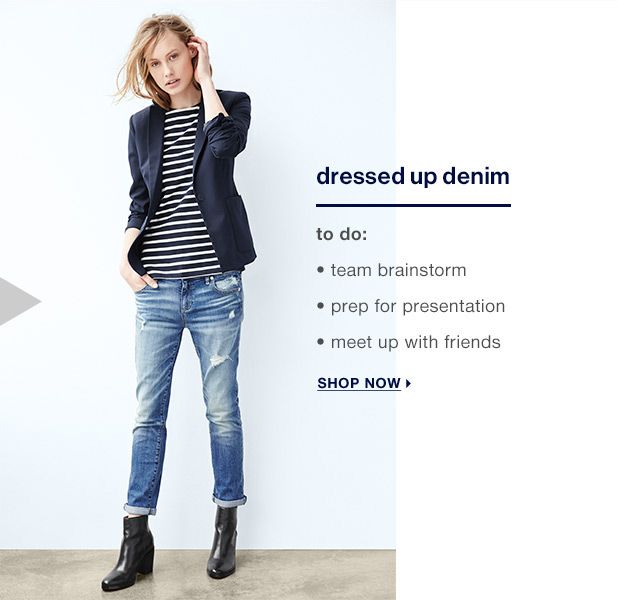 dressed up denim
to do:
• team brainstorm
• prep for presentation
• meet up with friends
SHOP NOW